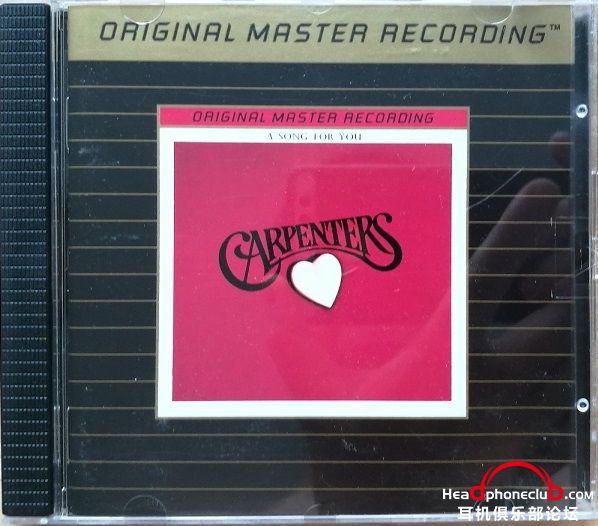 ORIGINAL MASTER RECORDING™
ORIGINAL MASTER RECORDING
A SONG FOR YOU
CARPENTERS
Headphoneclub.com
耳机俱乐部论坛